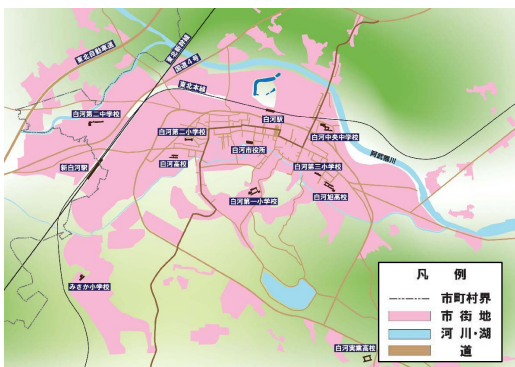 東北自動車道
東北新幹線
国道4号
東北本線
白河駅
白河第二中学校
白河第二小学校
白河中央中学校
白河市役所
阿武隈川
新白河駅
白河高校
白河第三小学校
白河第一小学校
白河旭高校
みさか小学校
白河実業高校
凡 例
市町村界
市街地
河川・湖
道